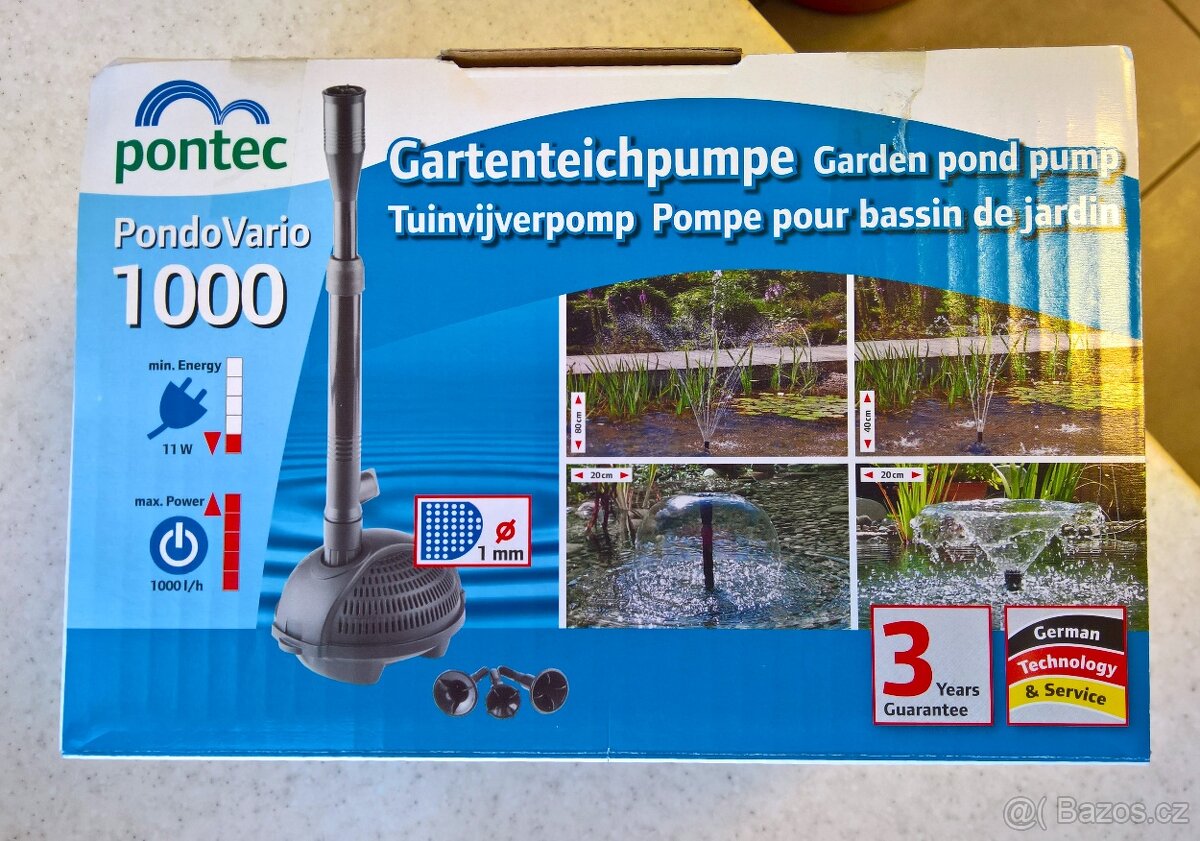 pontec
PondoVario
1000
Gartenteichpumpe Garden pond pump
Tuinvijverpomp Pompe pour bassin de jardin
min. Energy
11 W
max. Power
1000 l/h
1 mm
80 cm
40 cm
20 cm
20 cm
3 Years
Guarantee
German
Technology
& Service
@( Bazos.cz